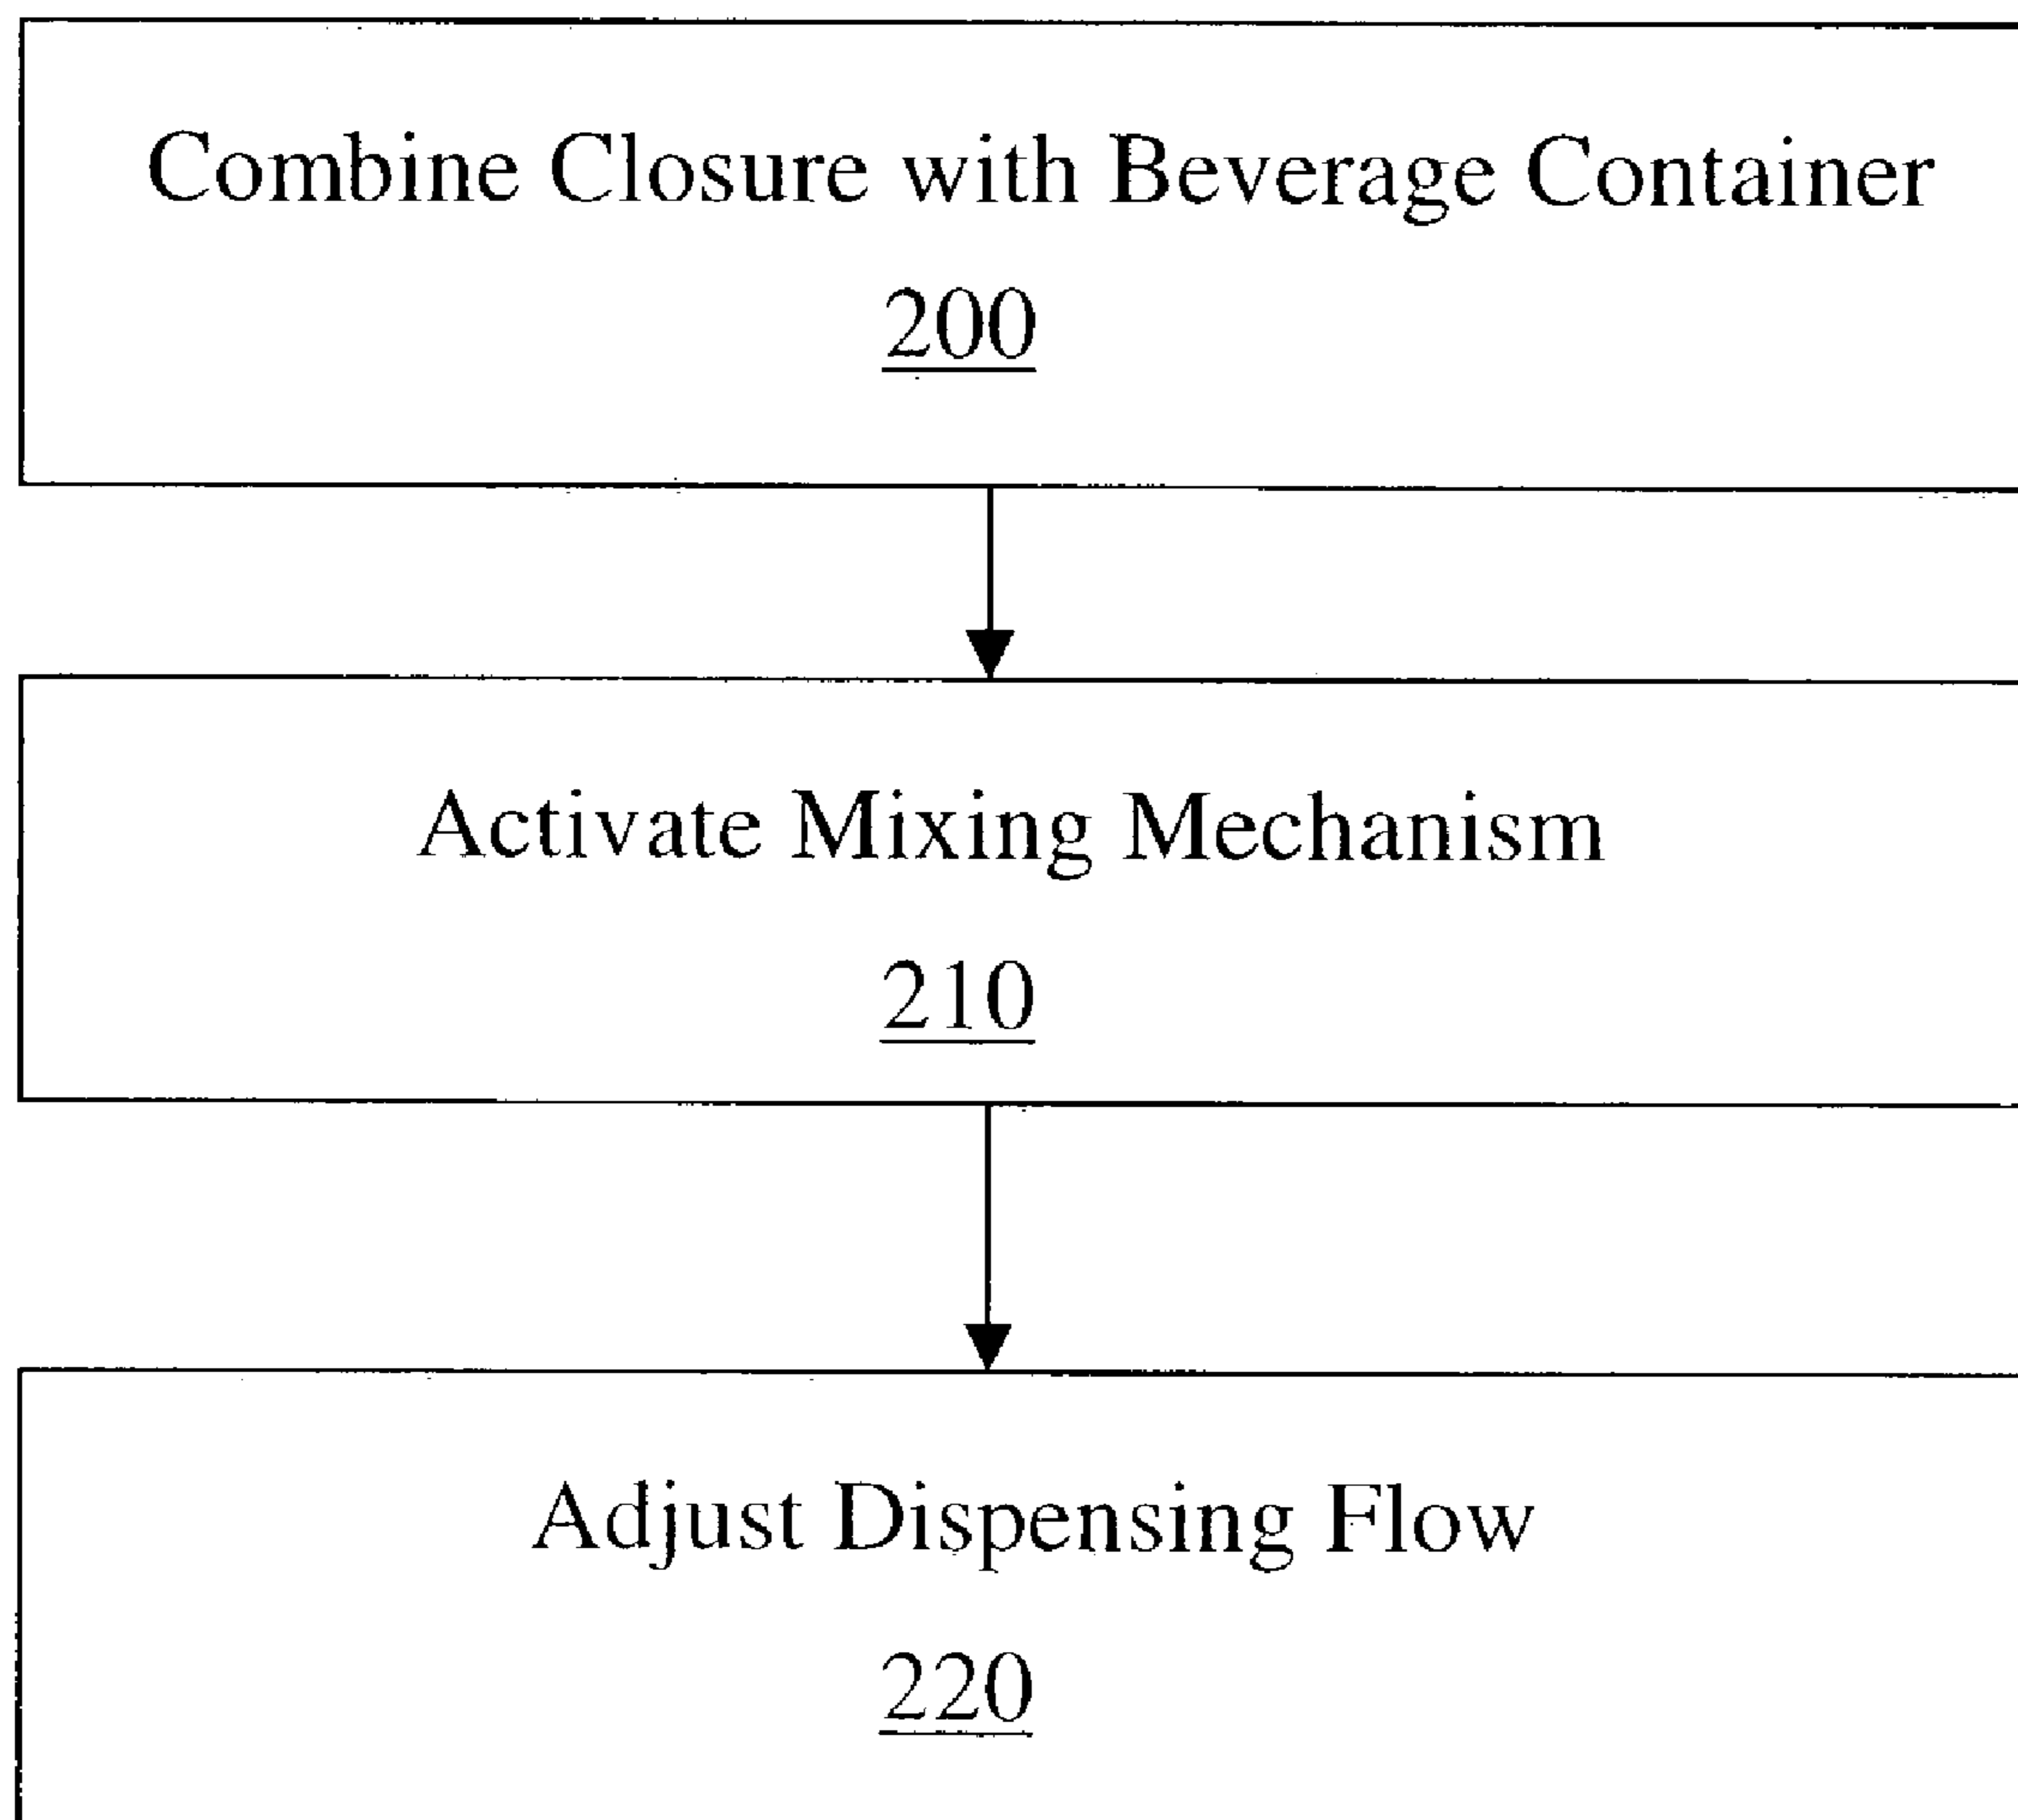 Combine Closure with Beverage Container
200
Activate Mixing Mechanism
210
Adjust Dispensing Flow
220